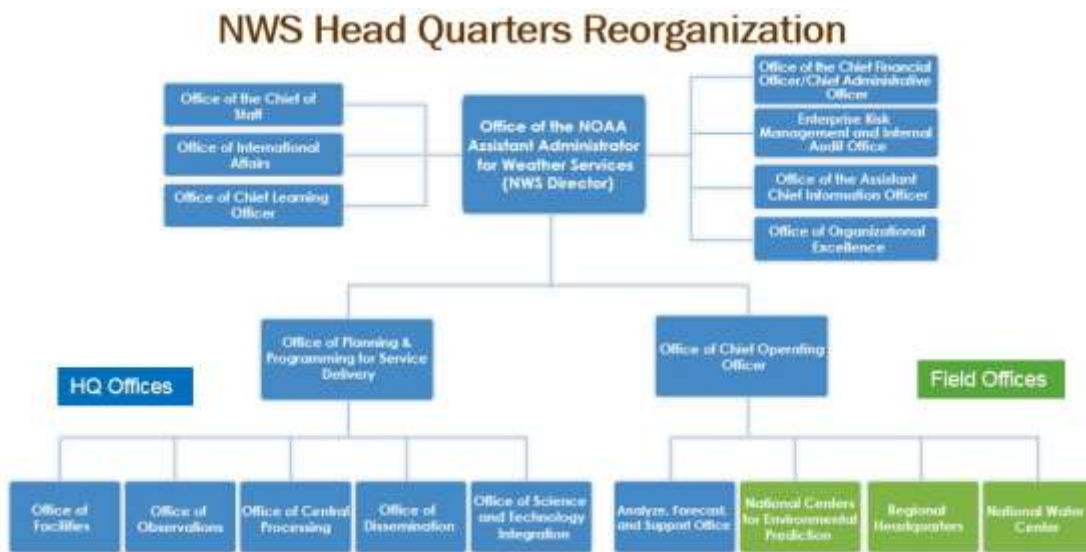 NWS Head Quarters Reorganization
Office of the Chief of
Staff
Office of International
Affairs
Office of Chief Learning
Officer
Office of the NOAA
Assistant Administrator
for Weather Services
(NWS Director)
Office of the Chief Financial
Officer/Chief Administrative
Officer
Enterprise Risk
Management and Internal
Audit Office
Office of the Assistant
Chief Information Officer
Office of Organizational
Excellence
Office of Planning &
Programming for Service
Delivery
Office of Chief Operating
Officer
HQ Offices
Field Offices
Office of
Facilities
Office of
Observations
Office of Central
Processing
Office of
Dissemination
Office of Science
and Technology
Integration
Analyze, Forecast,
and Support Office
National Centers
for Environmental
Prediction
Regional
Headquarters
National Water
Center